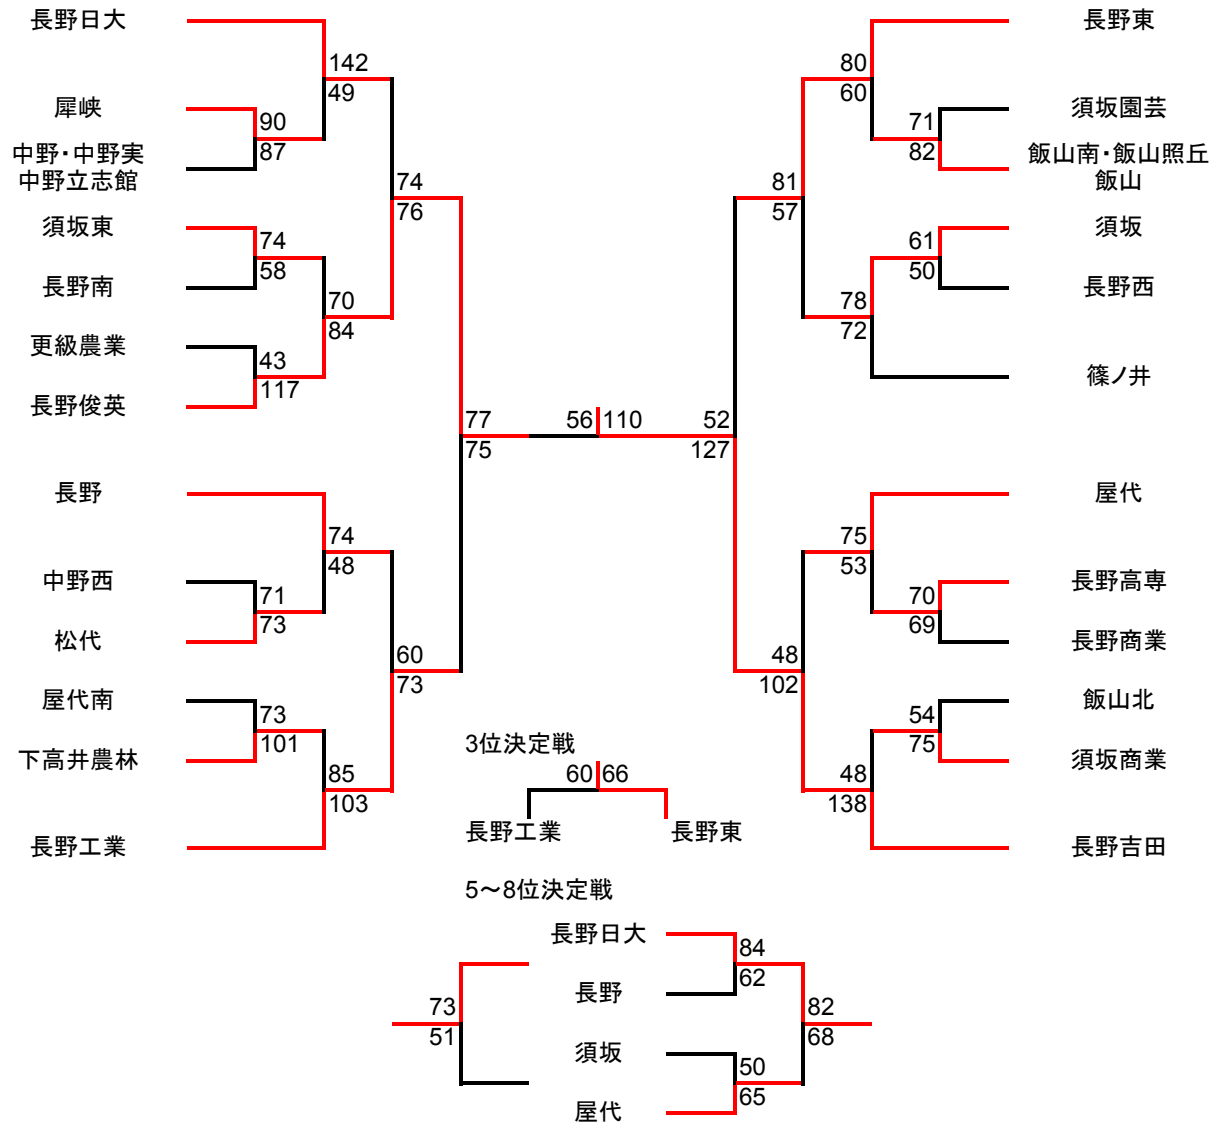 長野日大
142
49
犀峡
90
87
中野・中野実
中野立志館
74
76
須坂東
74
58
長野南
70
84
更級農業
43
117
長野俊英
77
75
56
110
52
127
長野
74
48
中野西
71
73
松代
60
73
屋代南
73
101
下高井農林
85
103
長野工業
長野東
80
60
須坂園芸
71
82
飯山南・飯山照丘
飯山
81
57
須坂
61
50
長野西
78
72
篠ノ井
屋代
75
53
長野高専
70
69
長野商業
48
102
飯山北
54
75
須坂商業
48
138
長野吉田
3位決定戦
60
66
長野工業
長野東
5～8位決定戦
長野日大
84
62
長野
73
51
82
68
須坂
50
65
屋代